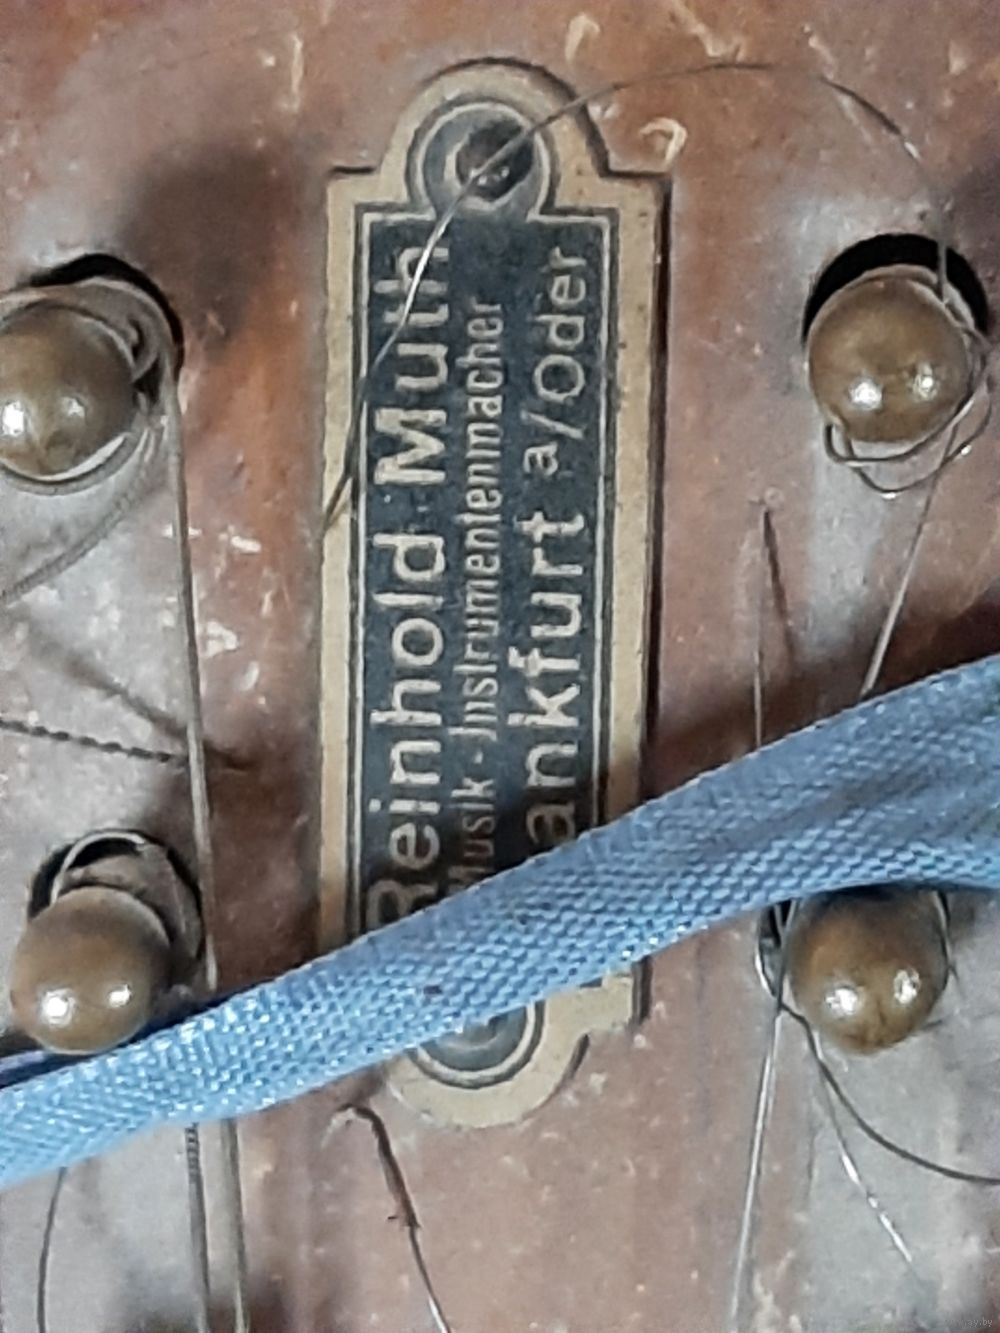 Reinhold Muth
Musik-Instrumentenmacher
ankfurt a/Oder